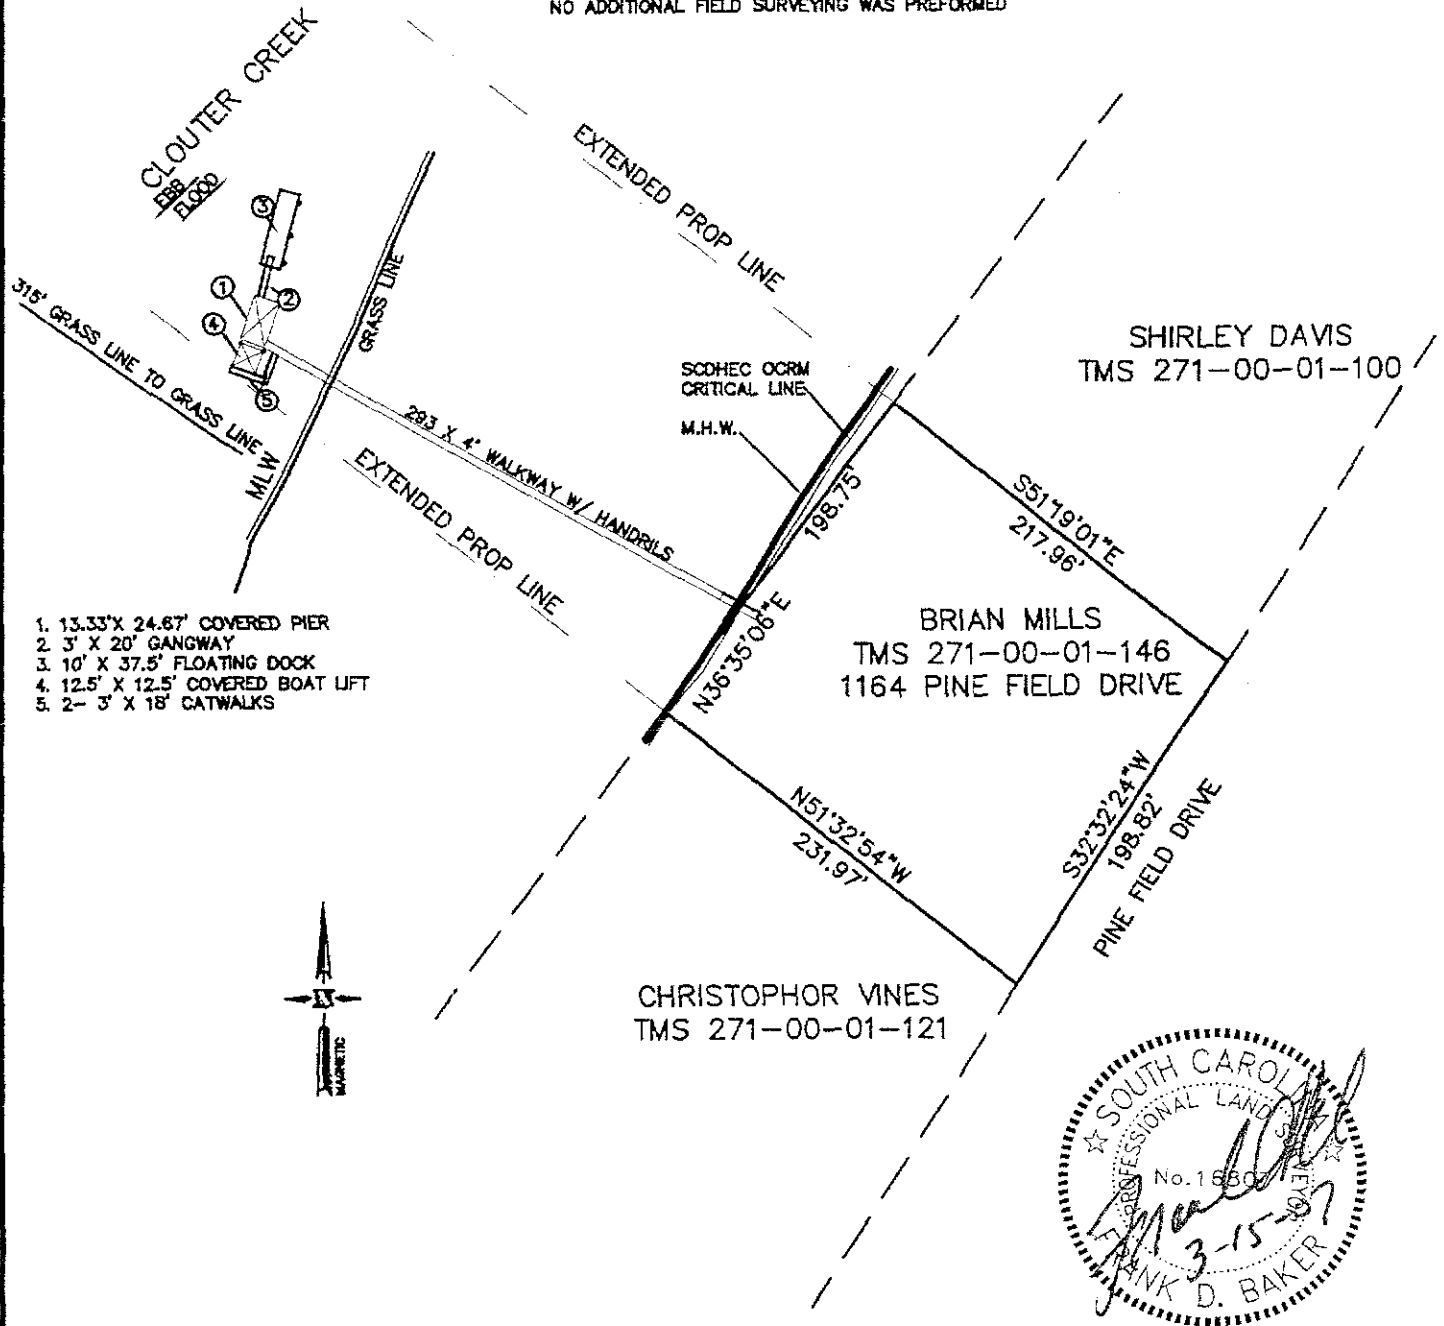 NO ADDITIONAL FIELD SURVEYING WAS PREFORMED
CLOUTER CREEK
EBB
FLOOD
EXTENDED PROP LINE
3
1
2
4
5
GRASS LINE
315' GRASS LINE TO GRASS LINE
MLW
293 X 4' WALKWAY W/ HANDRILS
EXTENDED PROP LINE
SCDHEC OCRM
CRITICAL LINE
M.H.W.
SHIRLEY DAVIS
TMS 271-00-01-100
198.75'
N36°35'06"E
S51°19'01"E
217.96'
BRIAN MILLS
TMS 271-00-01-146
1164 PINE FIELD DRIVE
1. 13.33'X 24.67' COVERED PIER
2. 3' X 20' GANGWAY
3. 10' X 37.5' FLOATING DOCK
4. 12.5' X 12.5' COVERED BOAT LIFT
5. 2- 3' X 18' CATWALKS
N51°32'54"W
231.97'
S32°32'24"W
198.82'
PINE FIELD DRIVE
CHRISTOPHOR VINES
TMS 271-00-01-121
N
MAGNETIC
SOUTH CAROLINA
PROFESSIONAL LAND SURVEYOR
3-15-07
FRANK D. BAKER